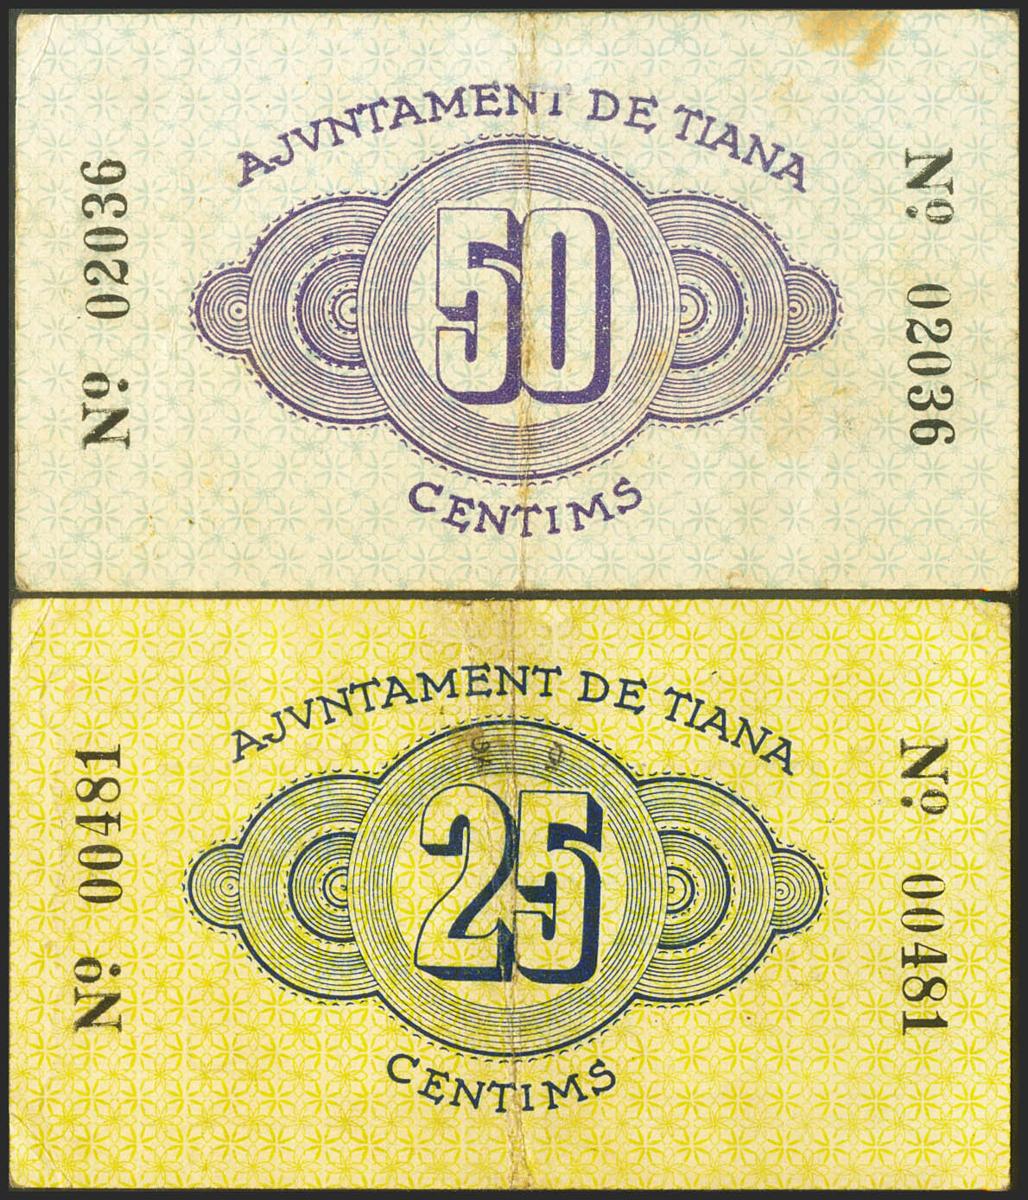 AJVNTAMENT DE TIANA
Nº 02036
50
Nº 02036
CENTIMS
AJVNTAMENT DE TIANA
Nº 00481
25
Nº 00481
CENTIMS